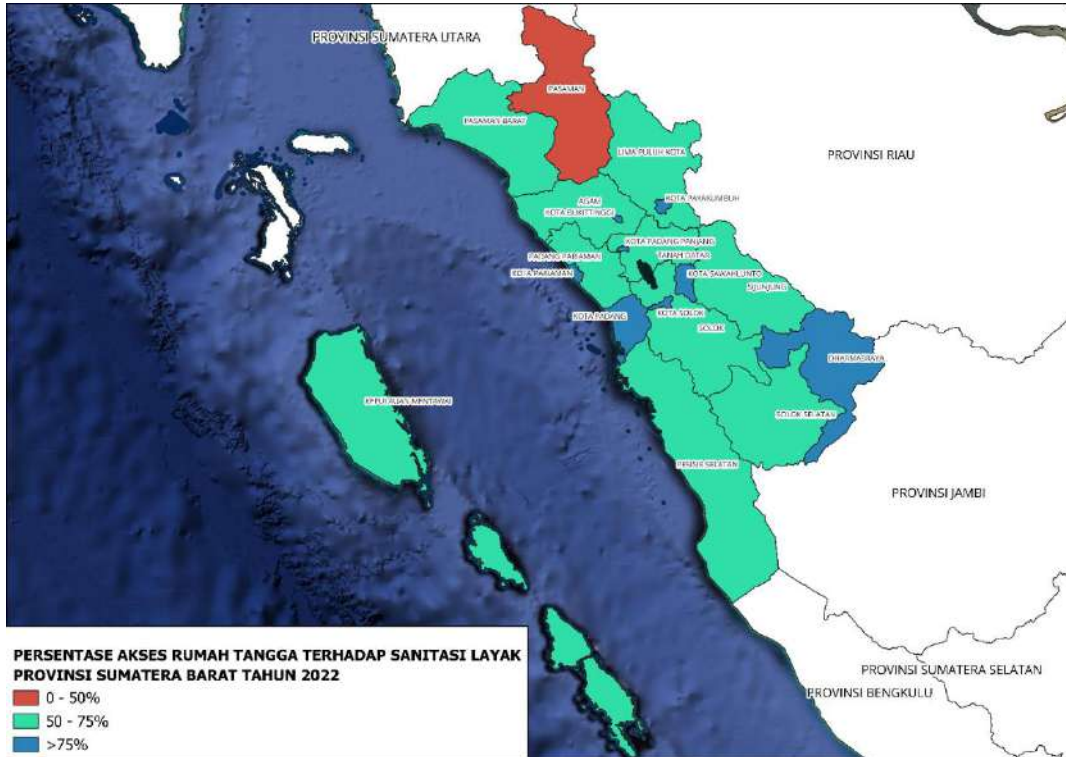 PROVINSI SUMATERA UTARA
PASAMAN
PASAMAN BARAT
LIMA PULUH KOTA
PROVINSI RIAU
AGAM
KOTA PAYAKUMBUH
KOTA BUKITTINGGI
KOTA PADANG PANJANG
PADANG PARIAMAN
TANAH DATAR
KOTA PARIAMAN
KOTA SAWAHLUNTO
SIJUNJUNG
KOTA PADANG
KOTA SOLOK
SOLOK
DHARMASRAYA
KEPULAUAN MENTAWAI
SOLOK SELATAN
PESISIR SELATAN
PROVINSI JAMBI
PROVINSI SUMATERA SELATAN
PROVINSI BENGKULU
PERSENTASE AKSES RUMAH TANGGA TERHADAP SANITASI LAYAK
PROVINSI SUMATERA BARAT TAHUN 2022
0 - 50%
50 - 75%
>75%